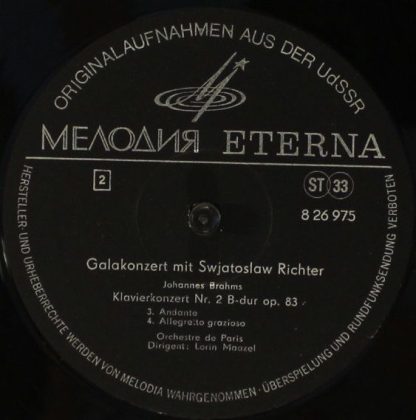 ORIGINALAUFNAHMEN AUS DER UdSSR
МЕЛОДИЯ ETERNA
2
ST 33
8 26 975
Galakonzert mit Swjatoslaw Richter
Johannes Brahms
Klavierkonzert Nr. 2 B-dur op. 83
3. Andante
4. Allegretto grazioso
Orchestre de Paris
Dirigent: Lorin Maazel
HERSTELLER- UND URHEBERRECHTE WERDEN VON MELODIA WAHRGENOMMEN · ÜBERSPIELUNG UND RUNDFUNKSENDUNG VERBOTEN